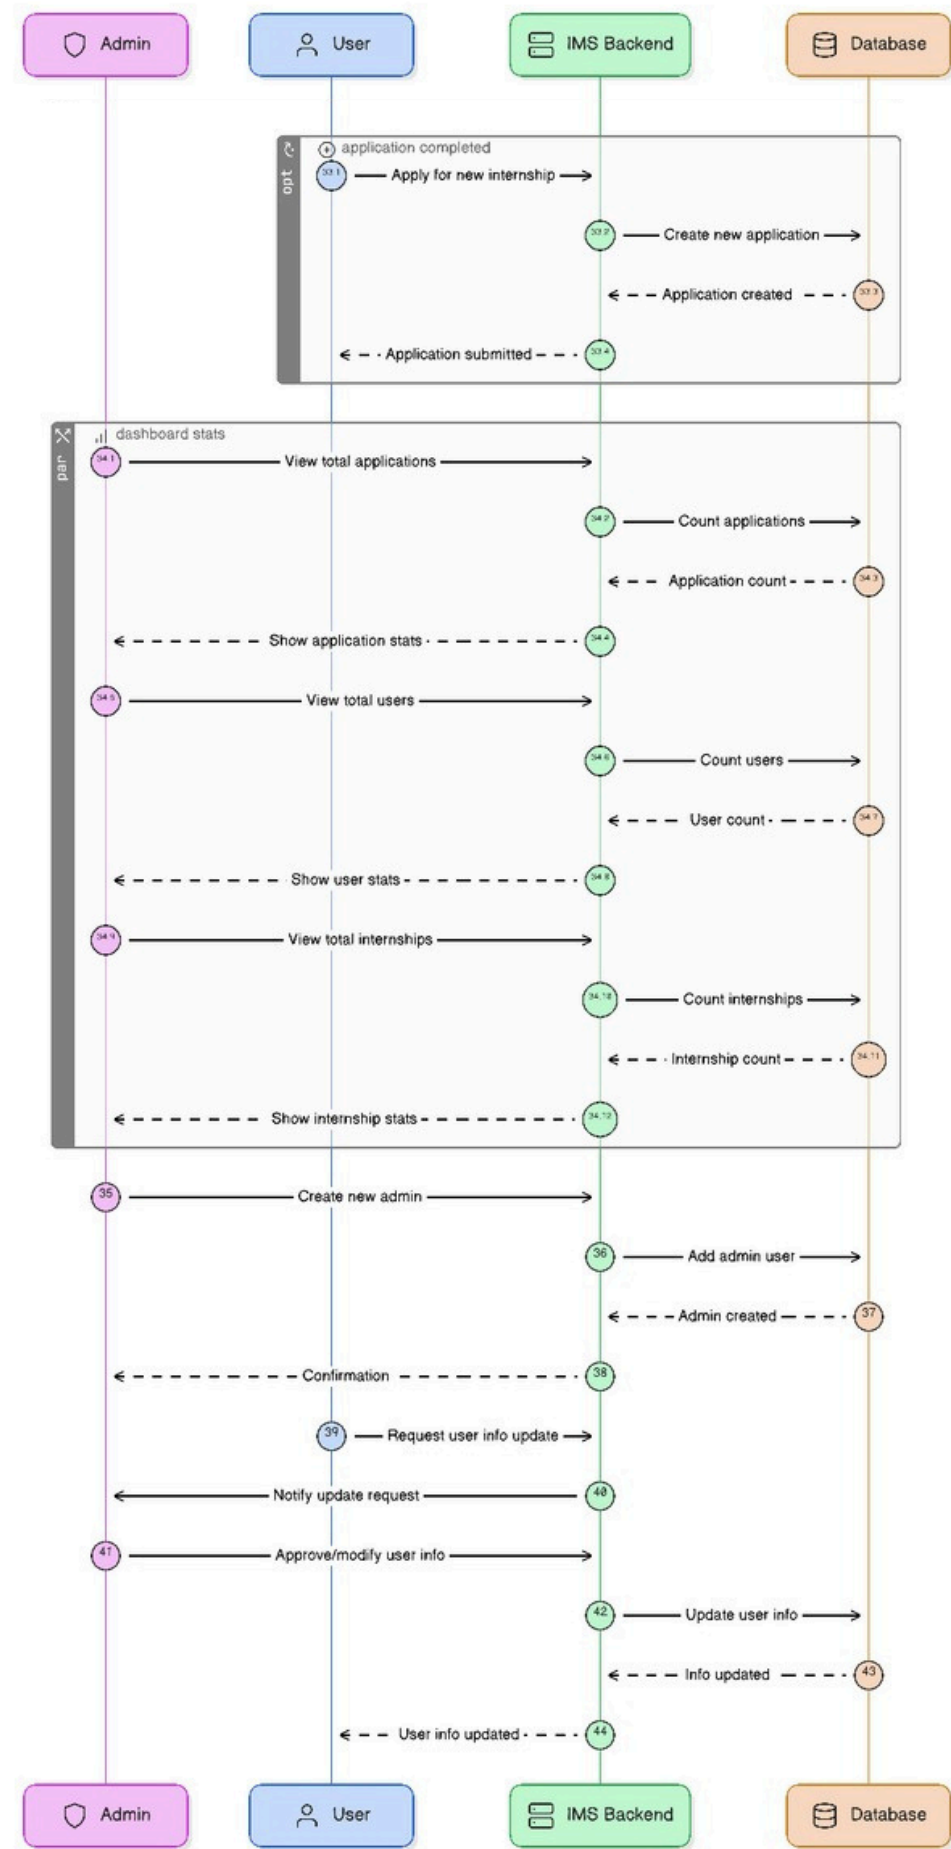 Admin User IMS Backend Database
application completed
opt
33.1 Apply for new internship
33.2 Create new application
Application created 33.3
Application submitted 33.4
dashboard stats
par
34.1 View total applications
34.2 Count applications
Application count 34.3
Show application stats 34.4
34.5 View total users
34.6 Count users
User count 34.7
Show user stats 34.8
34.9 View total internships
34.10 Count internships
Internship count 34.11
Show internship stats 34.12
35 Create new admin
36 Add admin user
Admin created 37
Confirmation 38
39 Request user info update
Notify update request 40
41 Approve/modify user info
42 Update user info
Info updated 43
User info updated 44
Admin User IMS Backend Database